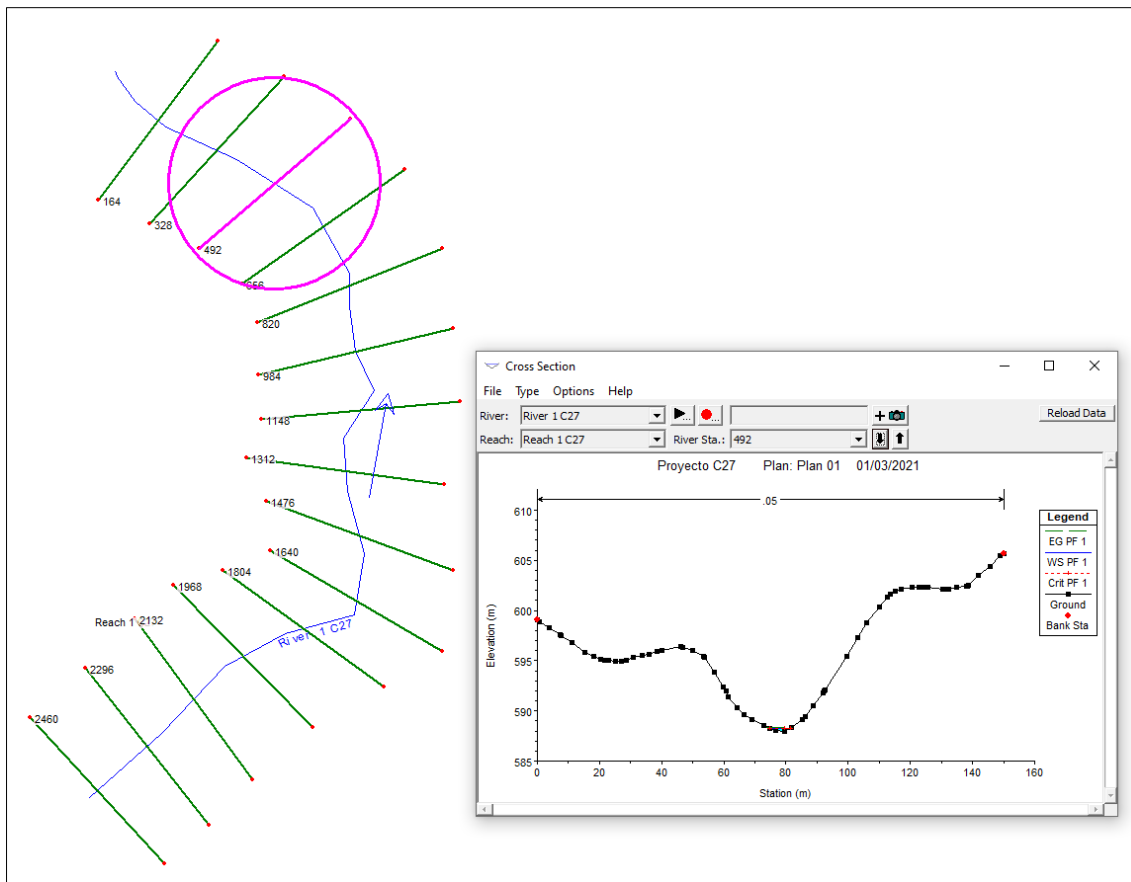 164
328
492
656
820
984
1148
1312
1476
1640
1804
1968
Reach 1 2132
River 1 C27
2296
2460
Cross Section
File Type Options Help
River: River 1 C27 Reload Data
Reach: Reach 1 C27 River Sta.: 492
Proyecto C27 Plan: Plan 01 01/03/2021
.05
610
605
600
595
590
585
Elevation (m)
0 20 40 60 80 100 120 140 160
Station (m)
Legend
EG PF 1
WS PF 1
Crit PF 1
Ground
Bank Sta